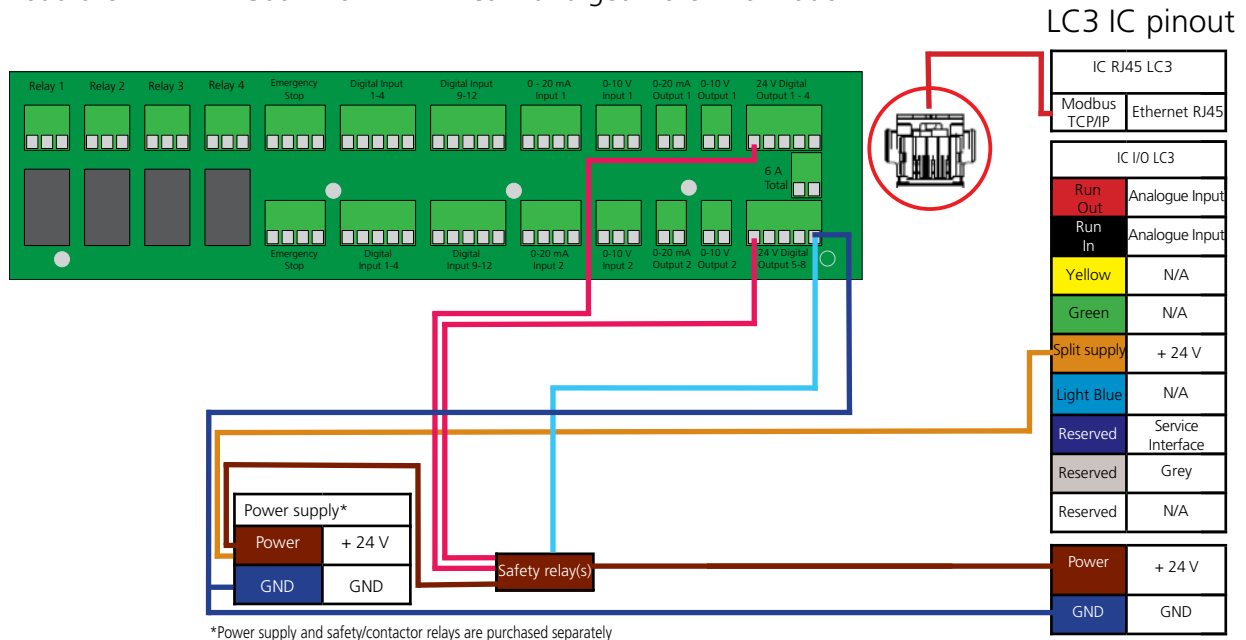 LC3 IC pinout
Relay 1
Relay 2
Relay 3
Relay 4
Emergency
Stop
Digital Input
1-4
Digital Input
9-12
0 - 20 mA
Input 1
0-10 V
Input 1
0-20 mA
Output 1
0-10 V
Output 1
24 V Digital
Output 1 - 4
6 A
Total
Emergency
Stop
Digital
Input 1-4
Digital
Input 9-12
0-20 mA
Input 2
0-10 V
Input 2
0-20 mA
Output 2
0-10 V
Output 2
24 V Digital
Output 5-8
IC RJ45 LC3
Modbus
TCP/IP
Ethernet RJ45
IC I/O LC3
Run
Out
Analogue Input
Run
In
Analogue Input
Yellow
N/A
Green
N/A
Split supply
+ 24 V
Light Blue
N/A
Reserved
Service
Interface
Reserved
Grey
Reserved
N/A
Power
+ 24 V
GND
GND
Power supply*
Power
+ 24 V
GND
GND
Safety relay(s)
*Power supply and safety/contactor relays are purchased separately